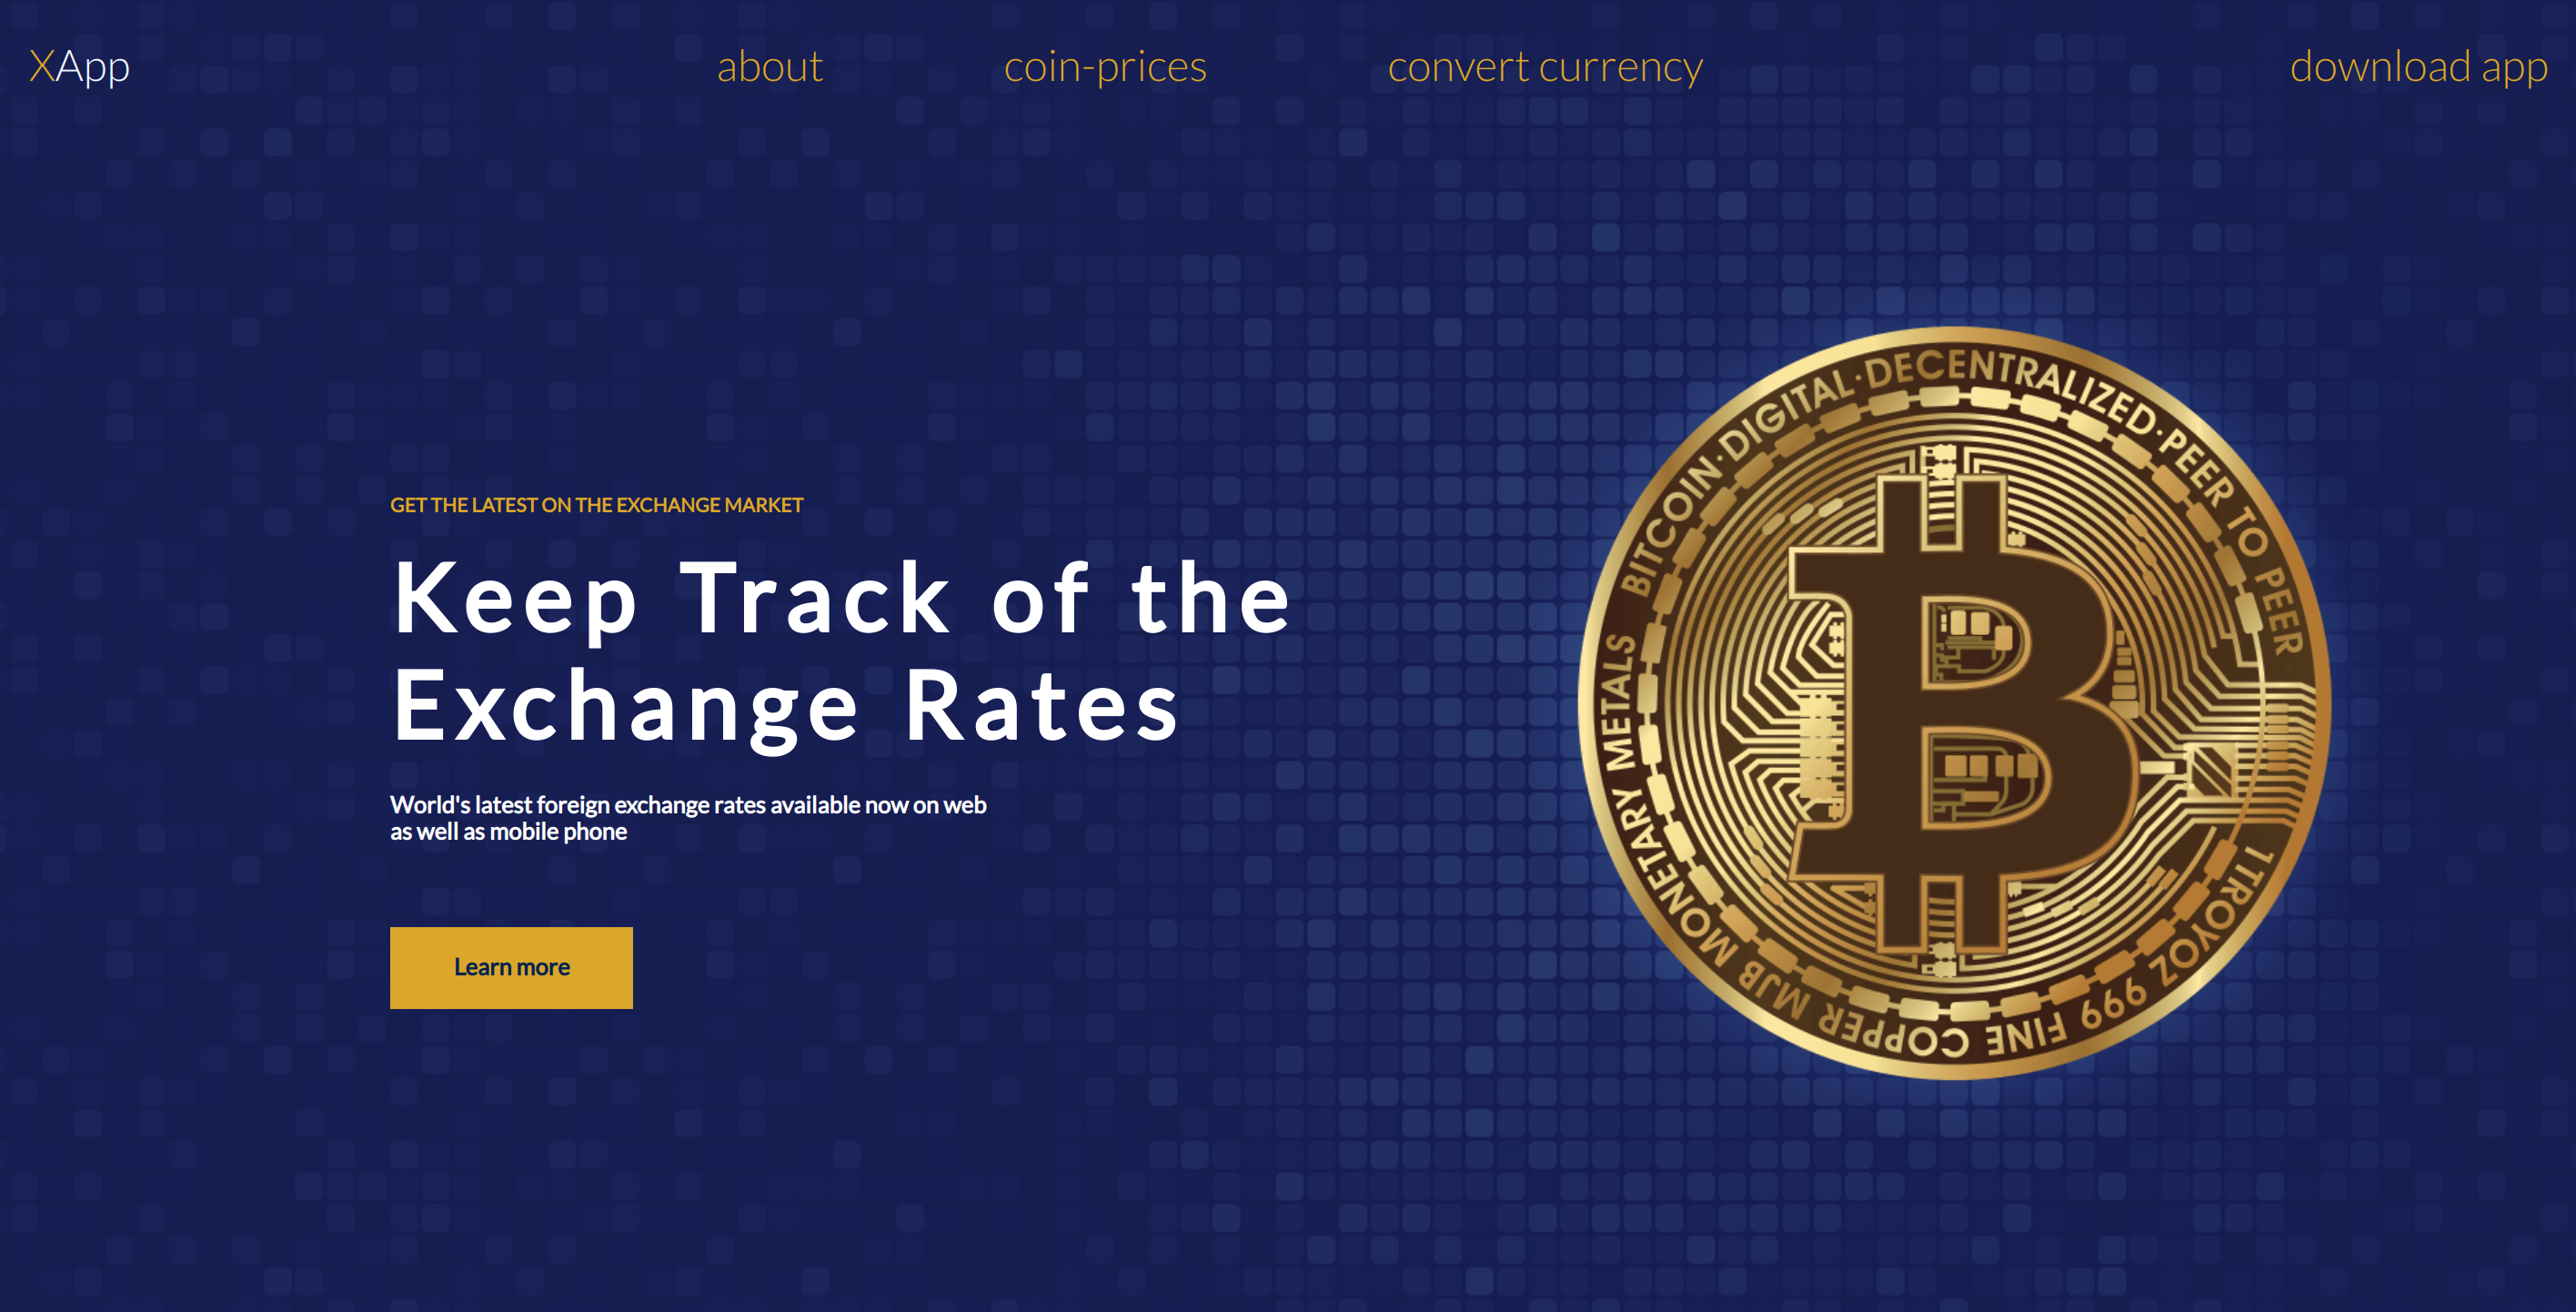 XApp
about
coin-prices
convert currency
download app
GET THE LATEST ON THE EXCHANGE MARKET
Keep Track of the
Exchange Rates
World's latest foreign exchange rates available now on web
as well as mobile phone
Learn more
BITCOIN·DIGITAL·DECENTRALIZED·PEER TO PEER
1TROYOZ 999 FINE COPPER MJB MONETARY METALS